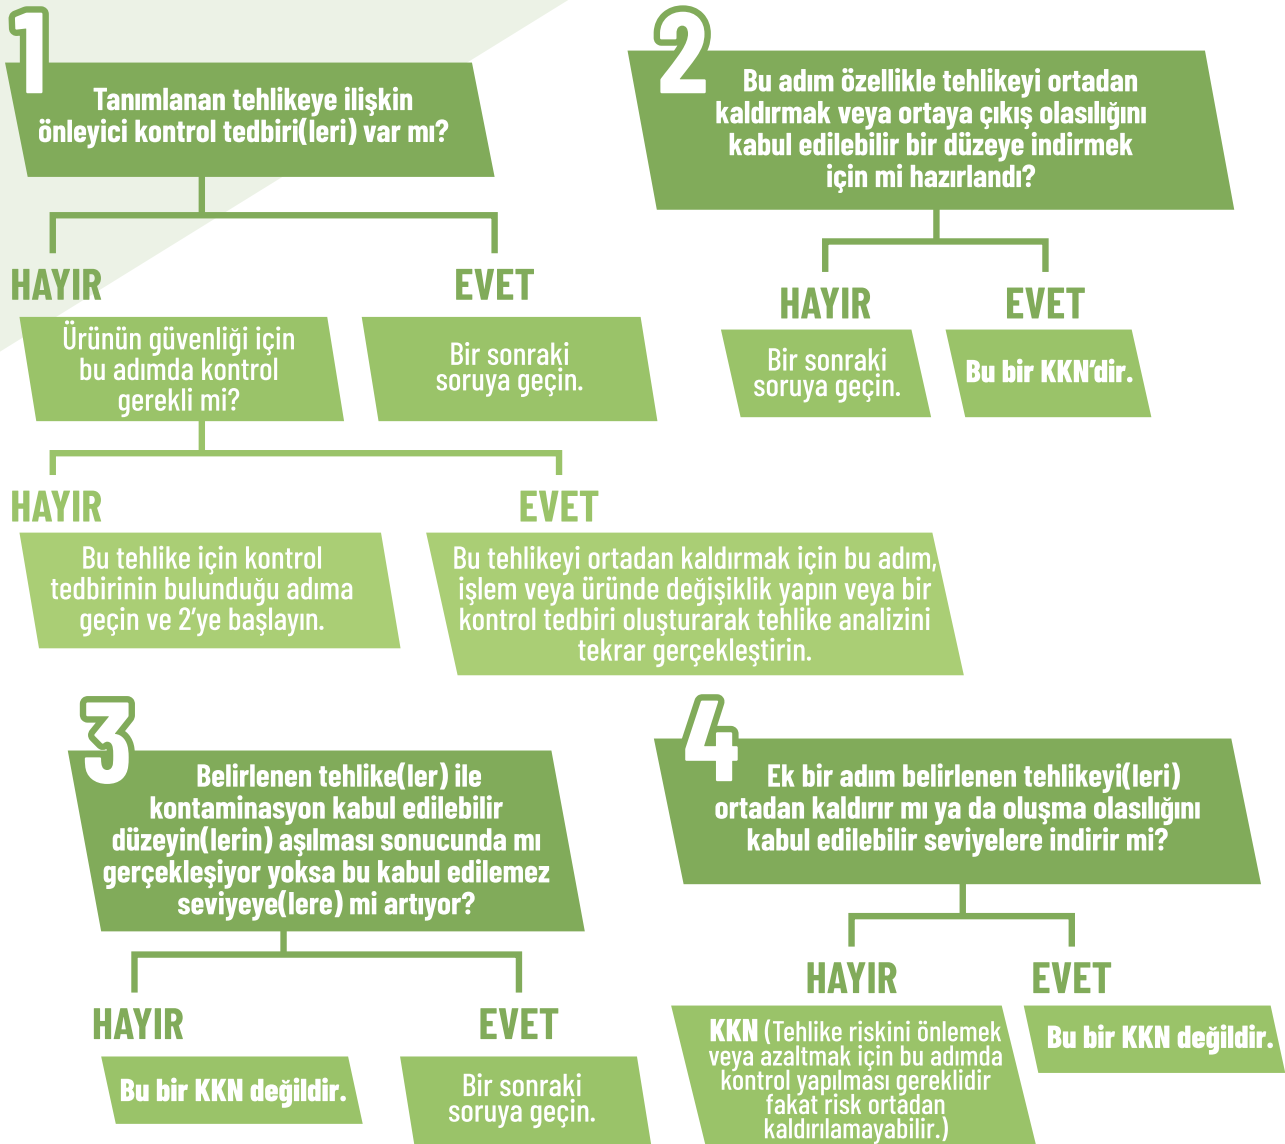 1
Tanımlanan tehlikeye ilişkin
önleyici kontrol tedbiri(leri) var mı?
HAYIR
EVET
Ürünün güvenliği için
bu adımda kontrol
gerekli mi?
Bir sonraki
soruya geçin.
HAYIR
EVET
Bu tehlike için kontrol
tedbirinin bulunduğu adıma
geçin ve 2’ye başlayın.
Bu tehlikeyi ortadan kaldırmak için bu adım,
işlem veya üründe değişiklik yapın veya bir
kontrol tedbiri oluşturarak tehlike analizini
tekrar gerçekleştirin.
2
Bu adım özellikle tehlikeyi ortadan
kaldırmak veya ortaya çıkış olasılığını
kabul edilebilir bir düzeye indirmek
için mi hazırlandı?
HAYIR
EVET
Bir sonraki
soruya geçin.
Bu bir KKN’dir.
3
Belirlenen tehlike(ler) ile
kontaminasyon kabul edilebilir
düzeyin(lerin) aşılması sonucunda mı
gerçekleşiyor yoksa bu kabul edilemez
seviyeye(lere) mi artıyor?
HAYIR
EVET
Bu bir KKN değildir.
Bir sonraki
soruya geçin.
4
Ek bir adım belirlenen tehlikeyi(leri)
ortadan kaldırır mı ya da oluşma olasılığını
kabul edilebilir seviyelere indirir mi?
HAYIR
EVET
KKN (Tehlike riskini önlemek
veya azaltmak için bu adımda
kontrol yapılması gereklidir
fakat risk ortadan
kaldırılamayabilir.)
Bu bir KKN değildir.